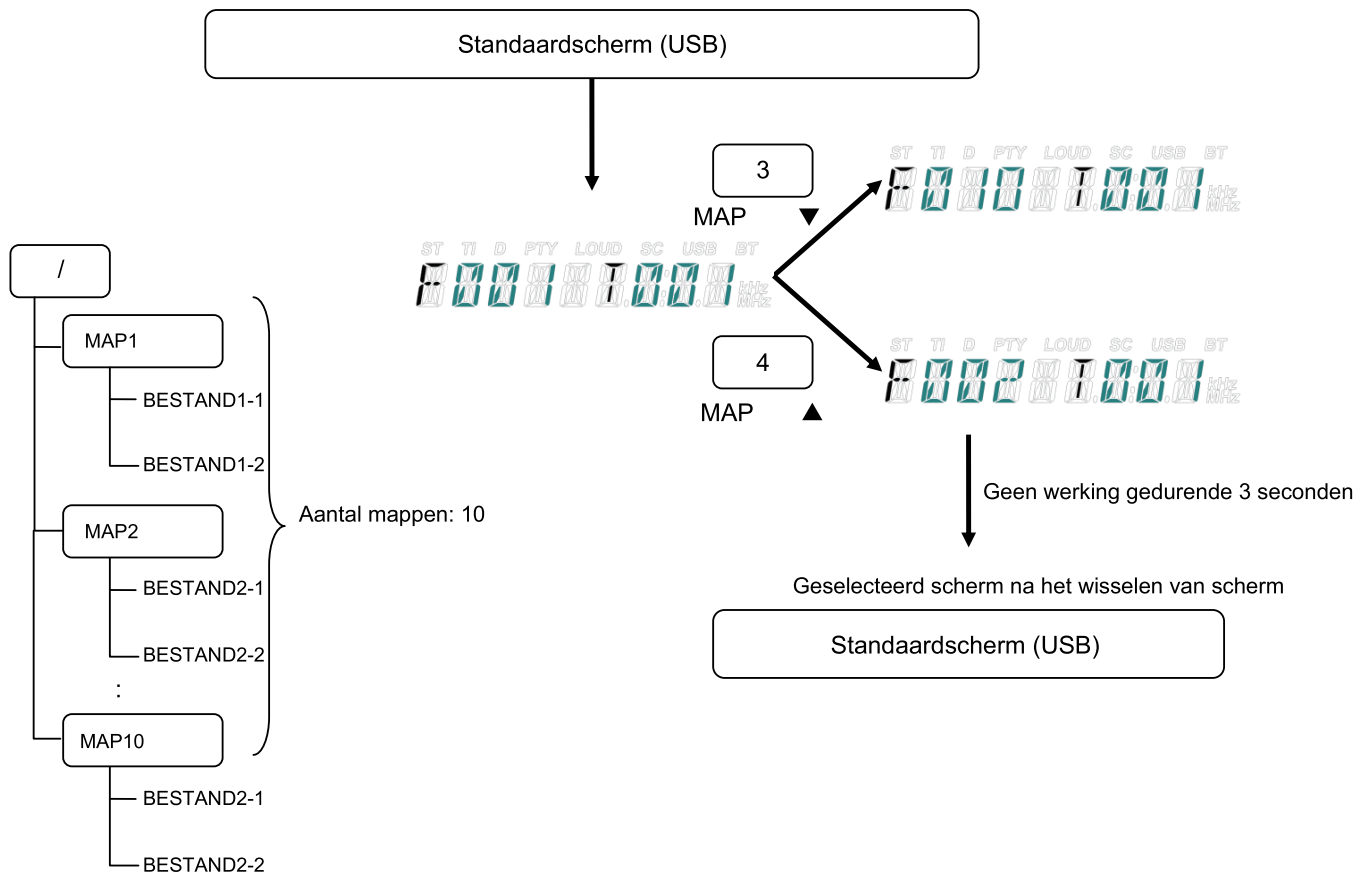 Standaardscherm (USB)
3
MAP ▼
ST TI D PTY LOUD SC USB BT
F010 T001 kHz MHz
ST TI D PTY LOUD SC USB BT
F001 T001 kHz MHz
4
MAP ▲
ST TI D PTY LOUD SC USB BT
F002 T001 kHz MHz
/
MAP1
BESTAND1-1
BESTAND1-2
MAP2
BESTAND2-1
BESTAND2-2
:
MAP10
BESTAND2-1
BESTAND2-2
Aantal mappen: 10
Geen werking gedurende 3 seconden
Geselecteerd scherm na het wisselen van scherm
Standaardscherm (USB)